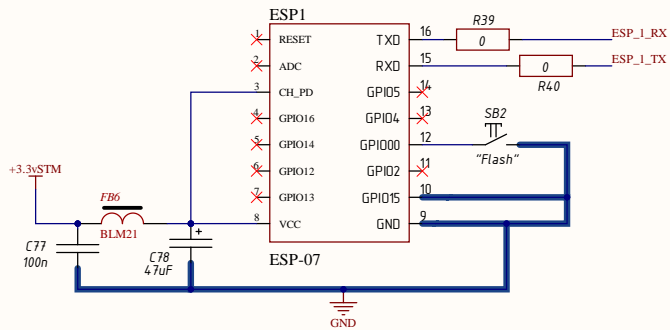 ESP1
1 RESET
2 ADC
3 CH_PD
4 GPIO16
5 GPIO14
6 GPIO12
7 GPIO13
8 VCC
TXD 16
RXD 15
GPIO5 14
GPIO4 13
GPIO00 12
GPIO2 11
GPIO15 10
GND 9
ESP-07
R39
0
ESP_1_RX
0
R40
ESP_1_TX
SB2
"Flash"
+3.3vSTM
FB6
BLM21
C77
100n
C78
47uF
GND